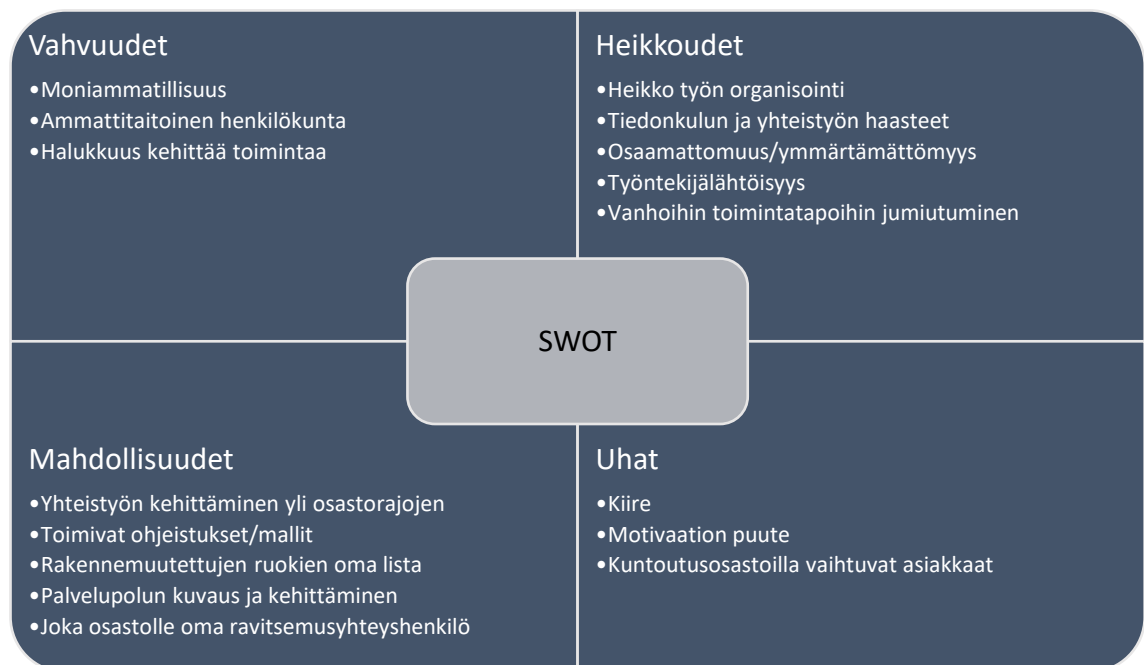 Vahvuudet
•Moniammatillisuus
•Ammattitaitoinen henkilökunta
•Halukkuus kehittää toimintaa
Heikkoudet
•Heikko työn organisointi
•Tiedonkulun ja yhteistyön haasteet
•Osaamattomuus/ymmärtämättömyys
•Työntekijälähtöisyys
•Vanhoihin toimintatapoihin jumiutuminen
SWOT
Mahdollisuudet
•Yhteistyön kehittäminen yli osastorajojen
•Toimivat ohjeistukset/mallit
•Rakennemuutettujen ruokien oma lista
•Palvelupolun kuvaus ja kehittäminen
•Joka osastolle oma ravitsemusyhteyshenkilö
Uhat
•Kiire
•Motivaation puute
•Kuntoutusosastoilla vaihtuvat asiakkaat